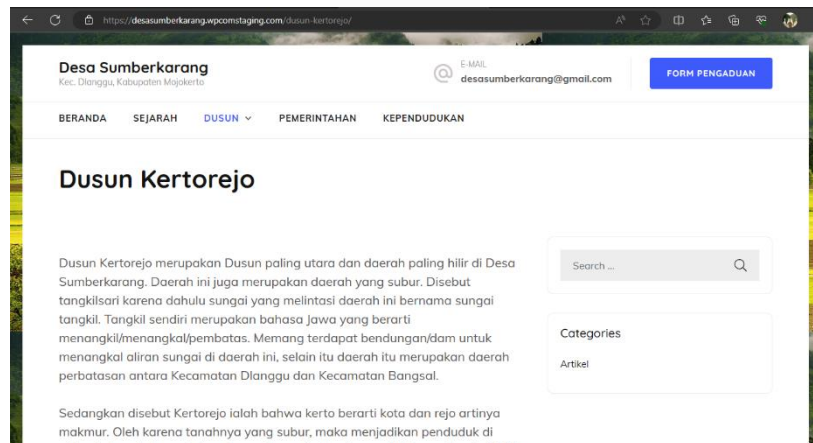 https://desasumberkarang.wpcomstaging.com/dusun-kertorejo/
Desa Sumberkarang
Kec. Dlanggu, Kabupaten Mojokerto
E-MAIL
desasumberkarang@gmail.com
FORM PENGADUAN
BERANDA SEJARAH DUSUN PEMERINTAHAN KEPENDUDUKAN
Dusun Kertorejo
Dusun Kertorejo merupakan Dusun paling utara dan daerah paling hilir di Desa
Sumberkarang. Daerah ini juga merupakan daerah yang subur. Disebut
tangkilsari karena dahulu sungai yang melintasi daerah ini bernama sungai
tangkil. Tangkil sendiri merupakan bahasa Jawa yang berarti
menangkil/menangkal/pembatas. Memang terdapat bendungan/dam untuk
menangkal aliran sungai di daerah ini, selain itu daerah itu merupakan daerah
perbatasan antara Kecamatan Dlanggu dan Kecamatan Bangsal.
Sedangkan disebut Kertorejo ialah bahwa kerto berarti kota dan rejo artinya
makmur. Oleh karena tanahnya yang subur, maka menjadikan penduduk di
Search ...
Categories
Artikel